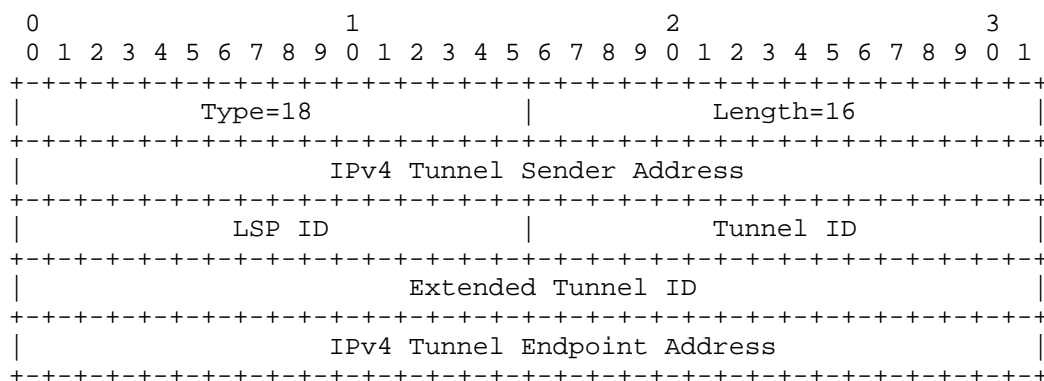 0                   1                   2                   3
 0 1 2 3 4 5 6 7 8 9 0 1 2 3 4 5 6 7 8 9 0 1 2 3 4 5 6 7 8 9 0 1
+-+-+-+-+-+-+-+-+-+-+-+-+-+-+-+-+-+-+-+-+-+-+-+-+-+-+-+-+-+-+-+-+
|           Type=18             |           Length=16           |
+-+-+-+-+-+-+-+-+-+-+-+-+-+-+-+-+-+-+-+-+-+-+-+-+-+-+-+-+-+-+-+-+
|                   IPv4 Tunnel Sender Address                  |
+-+-+-+-+-+-+-+-+-+-+-+-+-+-+-+-+-+-+-+-+-+-+-+-+-+-+-+-+-+-+-+-+
|             LSP ID            |           Tunnel ID           |
+-+-+-+-+-+-+-+-+-+-+-+-+-+-+-+-+-+-+-+-+-+-+-+-+-+-+-+-+-+-+-+-+
|                        Extended Tunnel ID                     |
+-+-+-+-+-+-+-+-+-+-+-+-+-+-+-+-+-+-+-+-+-+-+-+-+-+-+-+-+-+-+-+-+
|                   IPv4 Tunnel Endpoint Address                |
+-+-+-+-+-+-+-+-+-+-+-+-+-+-+-+-+-+-+-+-+-+-+-+-+-+-+-+-+-+-+-+-+